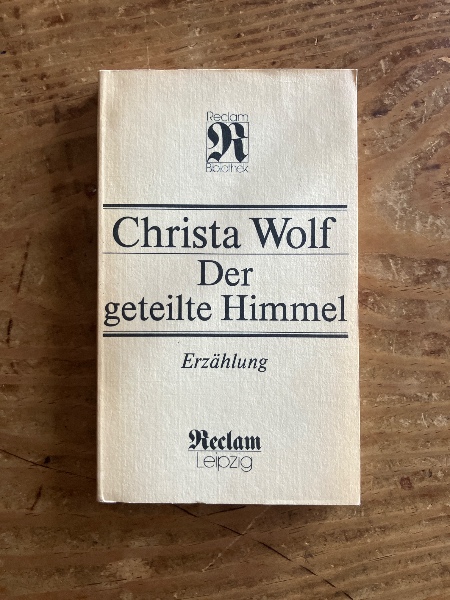 Reclam
R
Bibliothek
Christa Wolf
Der
geteilte Himmel
Erzählung
Reclam
Leipzig